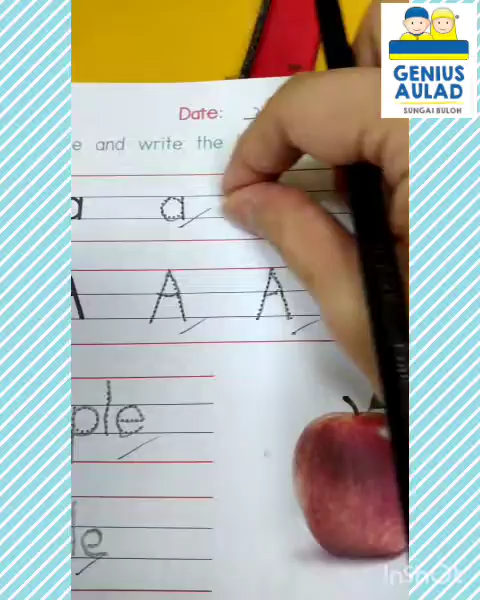 GENIUS
AULAD
SUNGAI BULOH
Date:
e and write the
a a
A A A
ple
le
InShOt